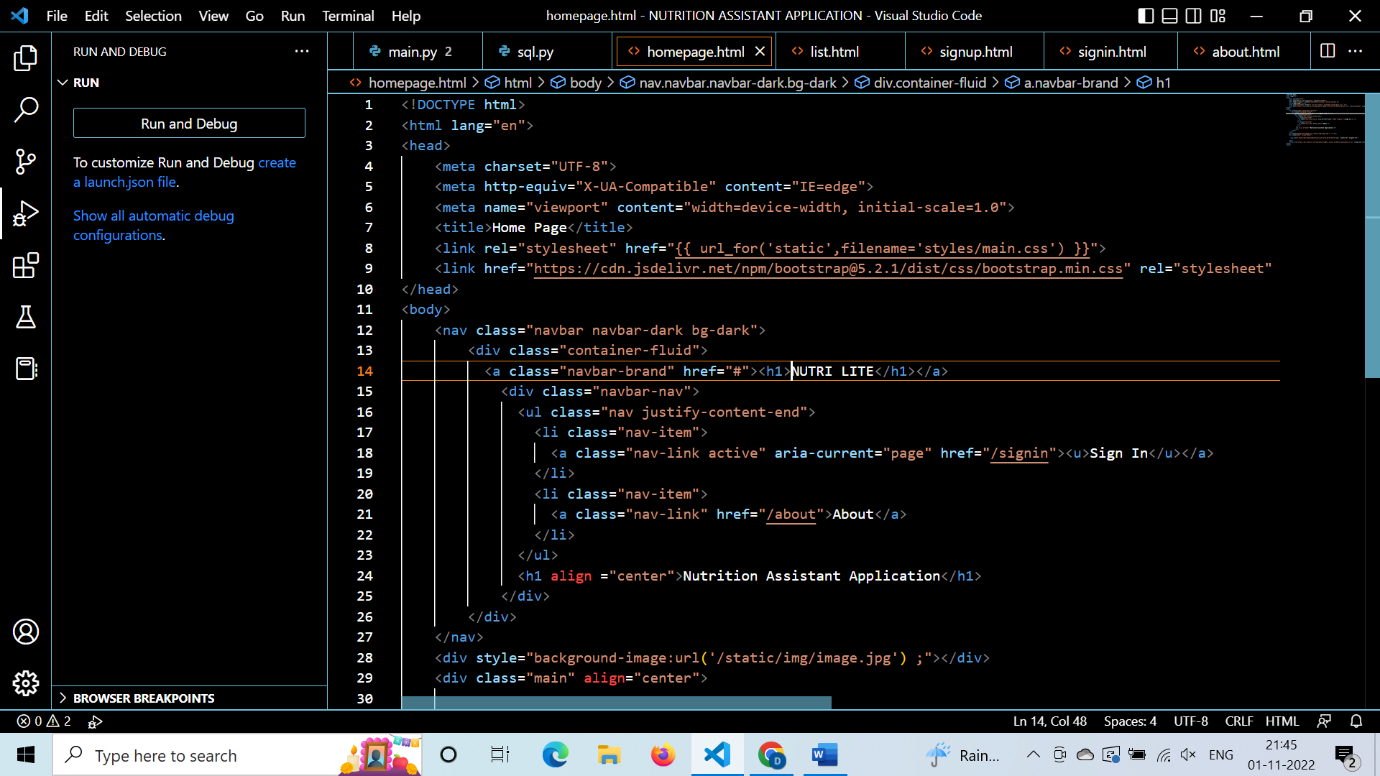 File Edit Selection View Go Run Terminal Help homepage.html - NUTRITION ASSISTANT APPLICATION - Visual Studio Code
RUN AND DEBUG ···
main.py 2 sql.py <> homepage.html × <> list.html <> signup.html <> signin.html <> about.html ···
<> homepage.html > html > body > nav.navbar.navbar-dark.bg-dark > div.container-fluid > a.navbar-brand > h1
RUN
Run and Debug
To customize Run and Debug create
a launch.json file.
Show all automatic debug
configurations.
BROWSER BREAKPOINTS
1 <!DOCTYPE html>
2 <html lang="en">
3 <head>
4 <meta charset="UTF-8">
5 <meta http-equiv="X-UA-Compatible" content="IE=edge">
6 <meta name="viewport" content="width=device-width, initial-scale=1.0">
7 <title>Home Page</title>
8 <link rel="stylesheet" href="{{ url_for('static',filename='styles/main.css') }}">
9 <link href="https://cdn.jsdelivr.net/npm/bootstrap@5.2.1/dist/css/bootstrap.min.css" rel="stylesheet"
10 </head>
11 <body>
12 <nav class="navbar navbar-dark bg-dark">
13 <div class="container-fluid">
14 <a class="navbar-brand" href="#"><h1>NUTRI LITE</h1></a>
15 <div class="navbar-nav">
16 <ul class="nav justify-content-end">
17 <li class="nav-item">
18 <a class="nav-link active" aria-current="page" href="/signin"><u>Sign In</u></a>
19 </li>
20 <li class="nav-item">
21 <a class="nav-link" href="/about">About</a>
22 </li>
23 </ul>
24 <h1 align ="center">Nutrition Assistant Application</h1>
25 </div>
26 </div>
27 </nav>
28 <div style="background-image:url('/static/img/image.jpg') ;"></div>
29 <div class="main" align="center">
30
0 2 Ln 14, Col 48 Spaces: 4 UTF-8 CRLF HTML
Type here to search D W Rain... ENG 21:45
01-11-2022 2